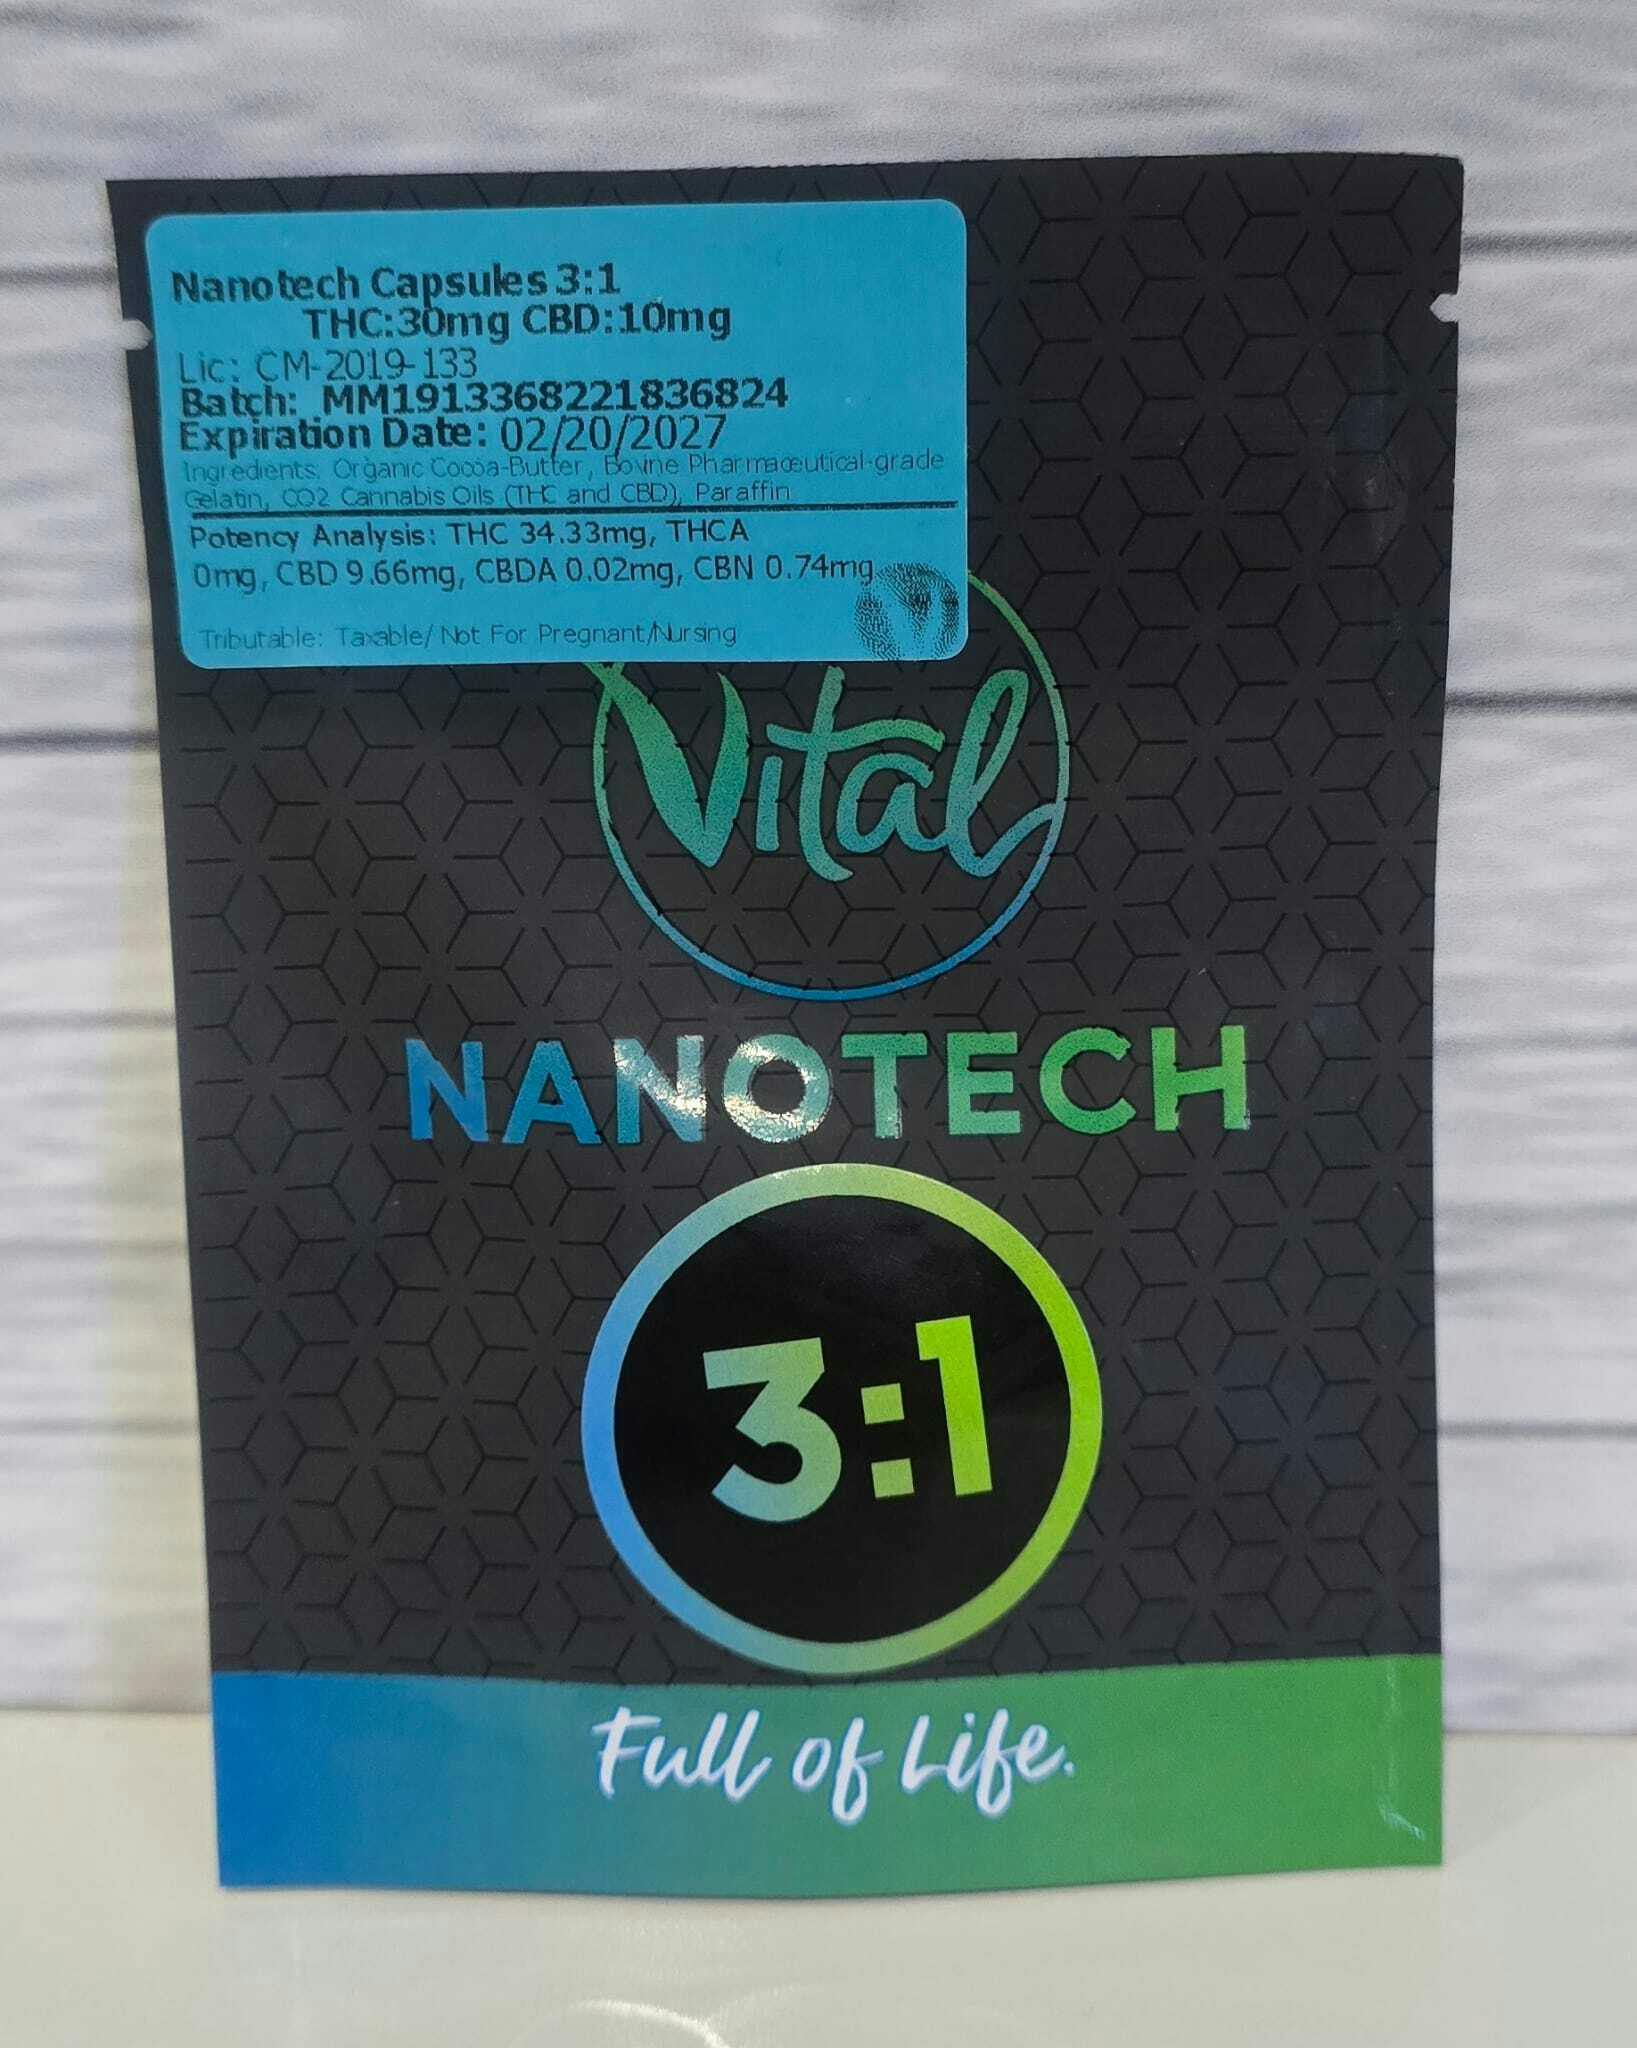 Nanotech Capsules 3:1
THC:30mg CBD:10mg
Lic: CM-2019-133
Batch: MM1913368221836824
Expiration Date: 02/20/2027
Ingredients: Organic Cocoa-Butter, Bovine Pharmaceutical-grade
Gelatin, CO2 Cannabis Oils (THC and CBD), Paraffin
Potency Analysis: THC 34.33mg, THCA
0mg, CBD 9.66mg, CBDA 0.02mg, CBN 0.74mg
Tributable: Taxable/ Not For Pregnant/Nursing
Vital
NANOTECH
3:1
Full of Life.